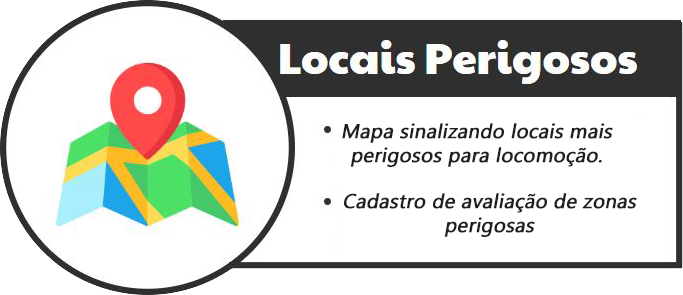 Locais Perigosos
• Mapa sinalizando locais mais
perigosos para locomoção.
• Cadastro de avaliação de zonas
perigosas